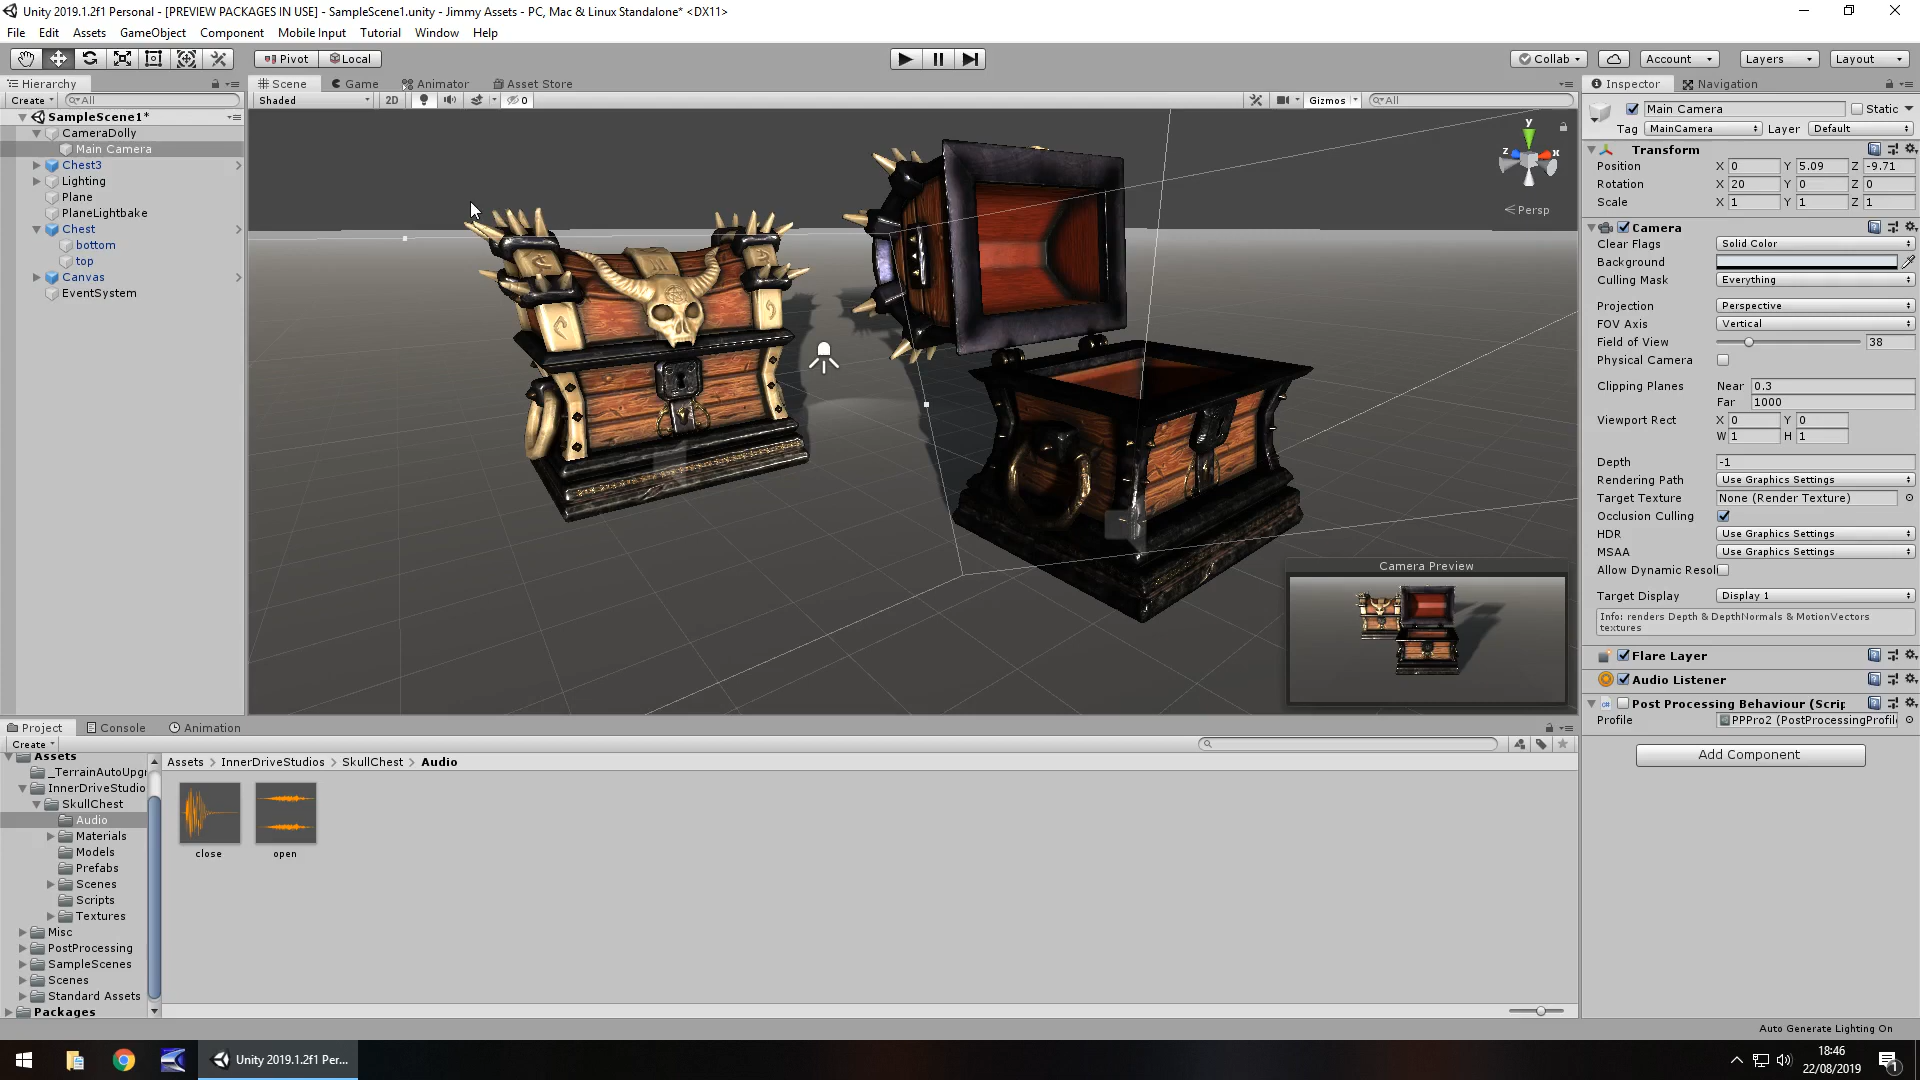 Unity 2019.1.2f1 Personal - [PREVIEW PACKAGES IN USE] - SampleScene1.unity - Jimmy Assets - PC, Mac & Linux Standalone* <DX11>
File Edit Assets GameObject Component Mobile Input Tutorial Window Help
Pivot Local Collab Account Layers Layout
Hierarchy Scene Game Animator Asset Store Inspector Navigation
Create All Shaded 2D 0 Gizmos All
SampleScene1*
CameraDolly
Main Camera
Chest3
Lighting
Plane
PlaneLightbake
Chest
bottom
top
Canvas
EventSystem
y
z x
Persp
Camera Preview
Main Camera Static
Tag MainCamera Layer Default
Transform
Position X 0 Y 5.09 Z -9.71
Rotation X 20 Y 0 Z 0
Scale X 1 Y 1 Z 1
Camera
Clear Flags Solid Color
Background
Culling Mask Everything
Projection Perspective
FOV Axis Vertical
Field of View 38
Physical Camera
Clipping Planes Near 0.3
Far 1000
Viewport Rect X 0 Y 0
W 1 H 1
Depth -1
Rendering Path Use Graphics Settings
Target Texture None (Render Texture)
Occlusion Culling
HDR Use Graphics Settings
MSAA Use Graphics Settings
Allow Dynamic Resol
Target Display Display 1
Info: renders Depth & DepthNormals & MotionVectors
textures
Flare Layer
Audio Listener
Post Processing Behaviour (Scrip
Profile PPPro2 (PostProcessingProfile
Add Component
Project Console Animation
Create
Assets
_TerrainAutoUpgr
InnerDriveStudio
SkullChest
Audio
Materials
Models
Prefabs
Scenes
Scripts
Textures
Misc
PostProcessing
SampleScenes
Scenes
Standard Assets
Packages
Assets > InnerDriveStudios > SkullChest > Audio
close open
Auto Generate Lighting On
Unity 2019.1.2f1 Per...
18:46
22/08/2019
1